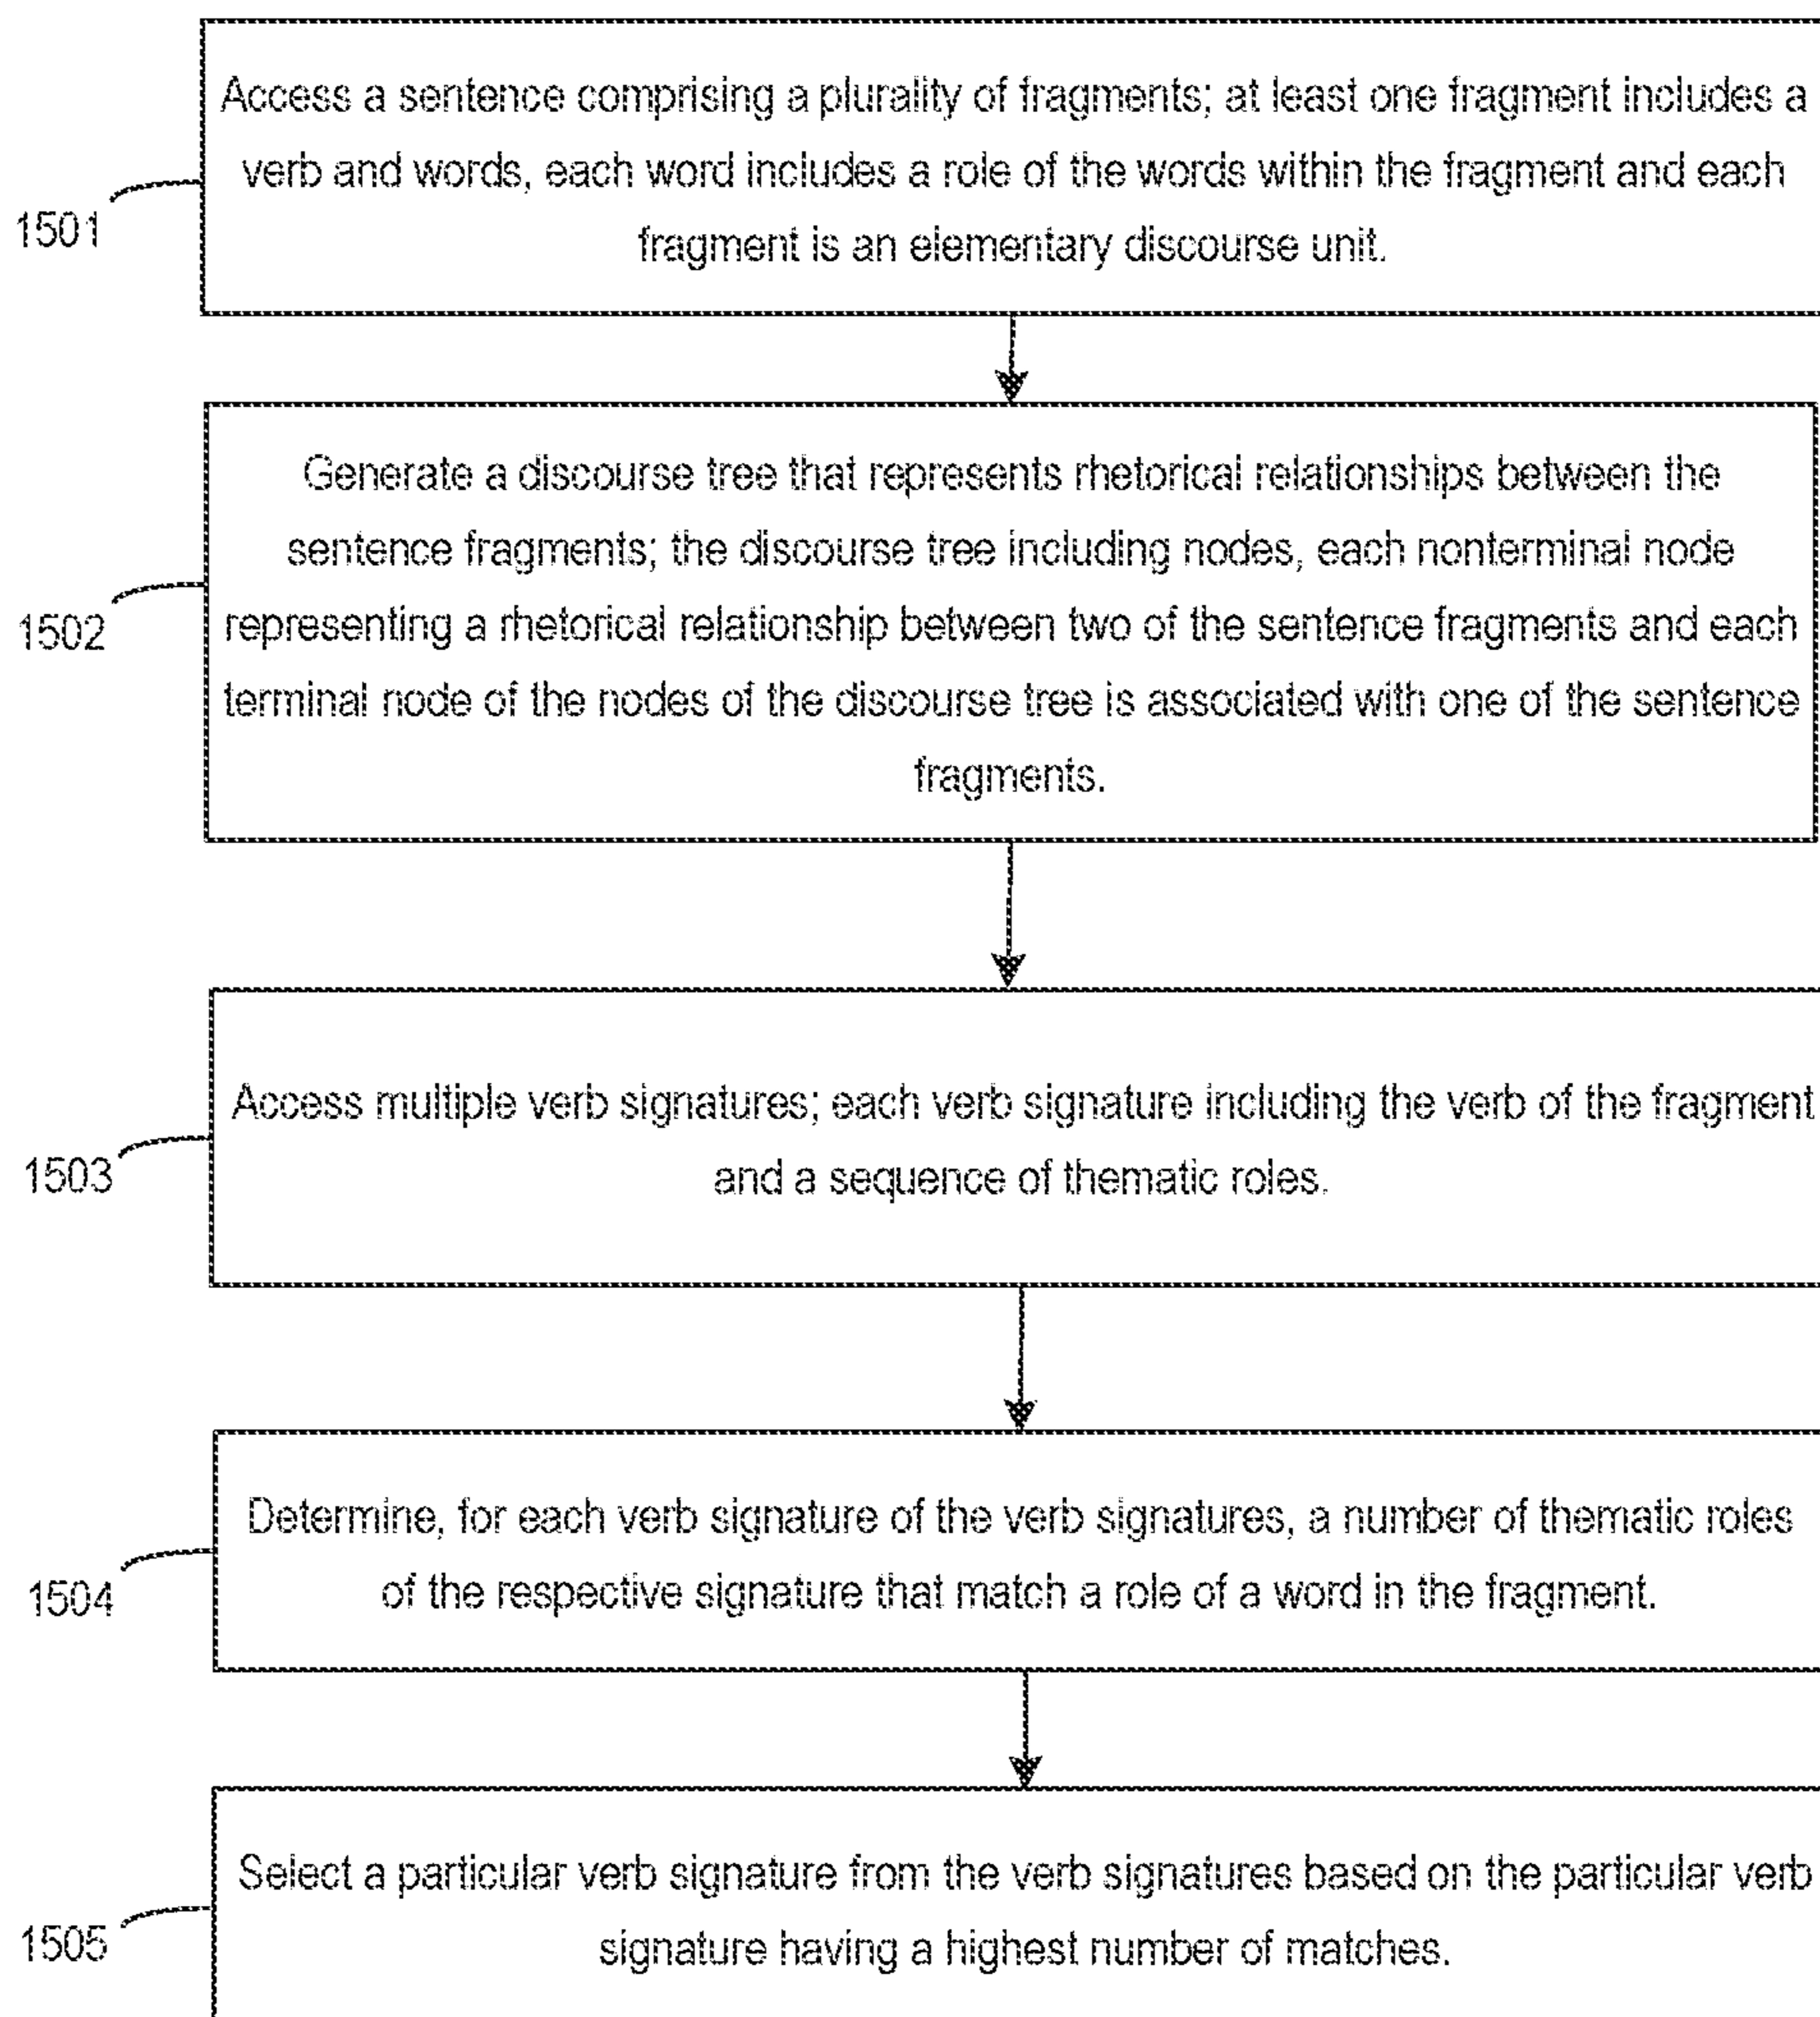 Access a sentence comprising a plurality of fragments; at least one fragment includes a
verb and words, each word includes a role of the words within the fragment and each
fragment is an elementary discourse unit.
1501
Generate a discourse tree that represents rhetorical relationships between the
sentence fragments; the discourse tree including nodes, each nonterminal node
representing a rhetorical relationship between two of the sentence fragments and each
terminal node of the nodes of the discourse tree is associated with one of the sentence
fragments.
1502
Access multiple verb signatures; each verb signature including the verb of the fragment
and a sequence of thematic roles.
1503
Determine, for each verb signature of the verb signatures, a number of thematic roles
of the respective signature that match a role of a word in the fragment.
1504
Select a particular verb signature from the verb signatures based on the particular verb
signature having a highest number of matches.
1505